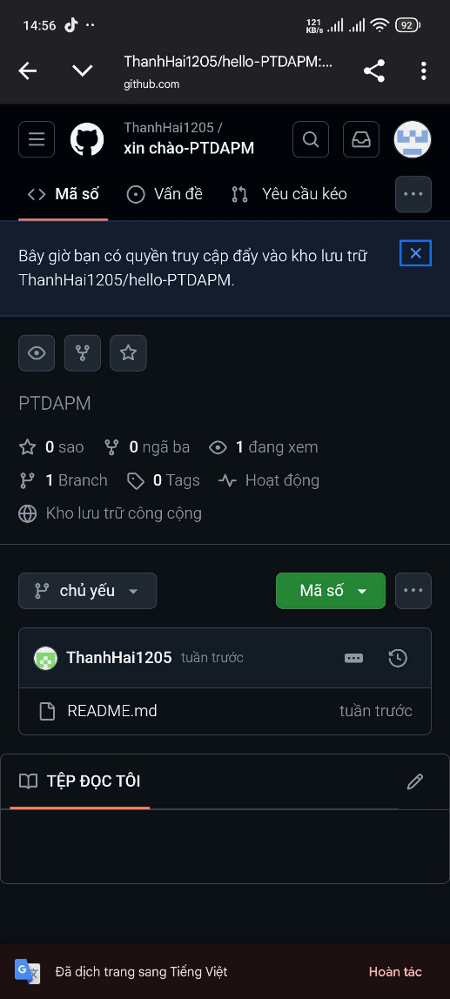 14:56
121
KB/s
92
ThanhHai1205/hello-PTDAPM:...
github.com
ThanhHai1205 /
xin chào-PTDAPM
Mã số
Vấn đề
Yêu cầu kéo
Bây giờ bạn có quyền truy cập đẩy vào kho lưu trữ
ThanhHai1205/hello-PTDAPM.
PTDAPM
0 sao
0 ngã ba
1 đang xem
1 Branch
0 Tags
Hoạt động
Kho lưu trữ công cộng
chủ yếu
Mã số
ThanhHai1205 tuần trước
README.md
tuần trước
TỆP ĐỌC TÔI
Đã dịch trang sang Tiếng Việt
Hoàn tác